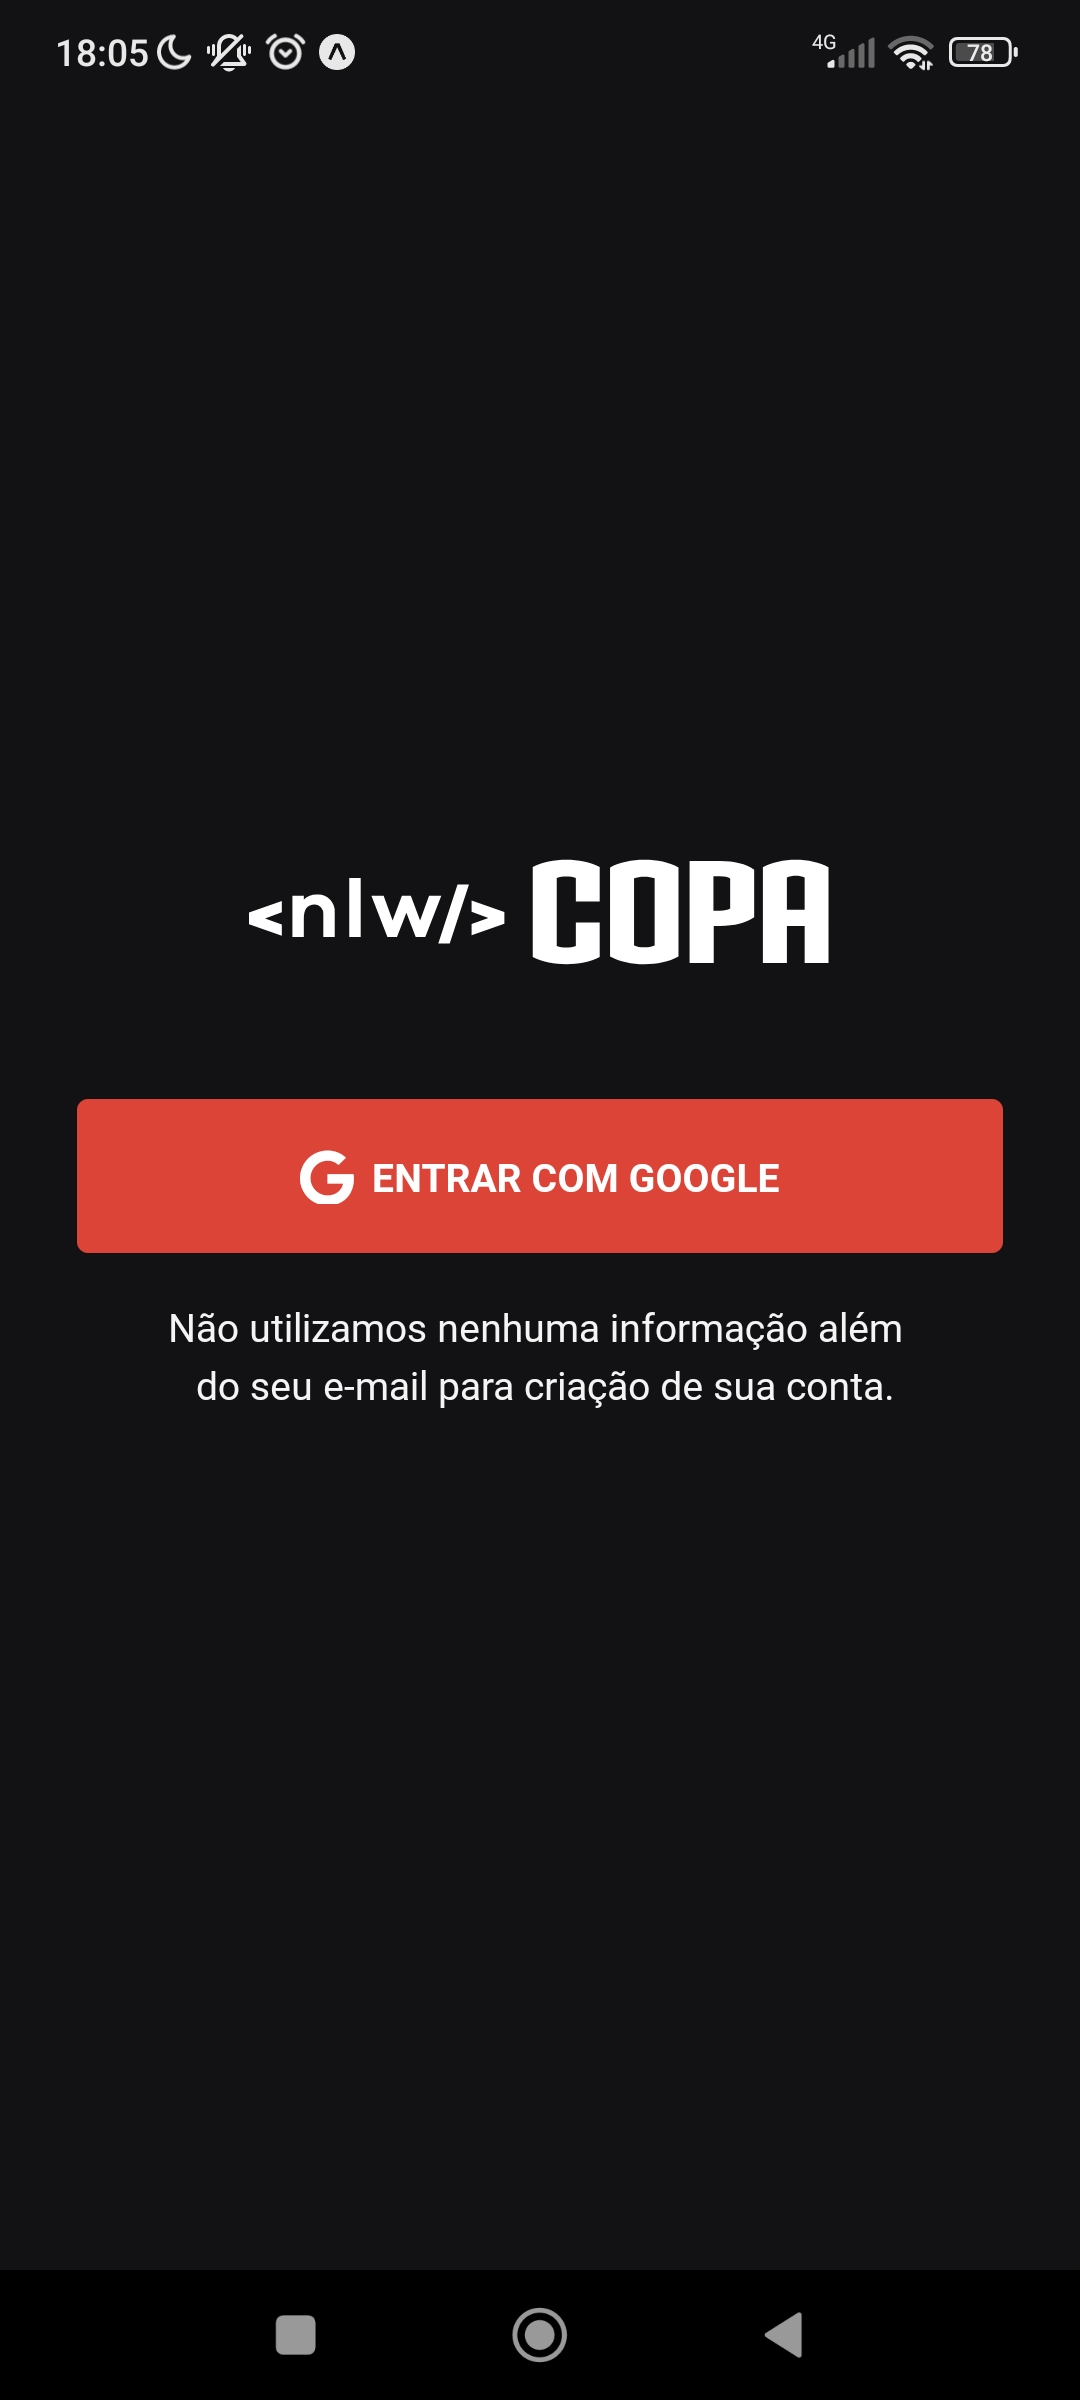 18:05 4G 78
<nlw/> COPA
ENTRAR COM GOOGLE
Não utilizamos nenhuma informação além
do seu e-mail para criação de sua conta.